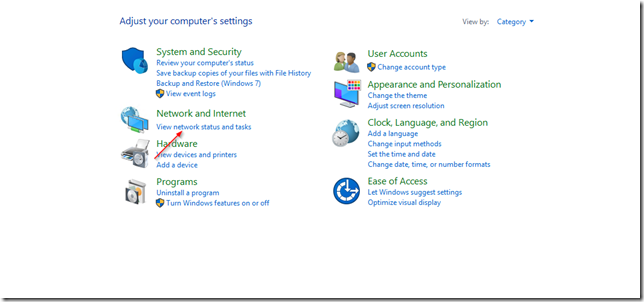 Adjust your computer's settings
View by: Category
System and Security
Review your computer's status
Save backup copies of your files with File History
Backup and Restore (Windows 7)
View event logs
Network and Internet
View network status and tasks
Hardware
View devices and printers
Add a device
Programs
Uninstall a program
Turn Windows features on or off
User Accounts
Change account type
Appearance and Personalization
Change the theme
Adjust screen resolution
Clock, Language, and Region
Add a language
Change input methods
Set the time and date
Change date, time, or number formats
Ease of Access
Let Windows suggest settings
Optimize visual display